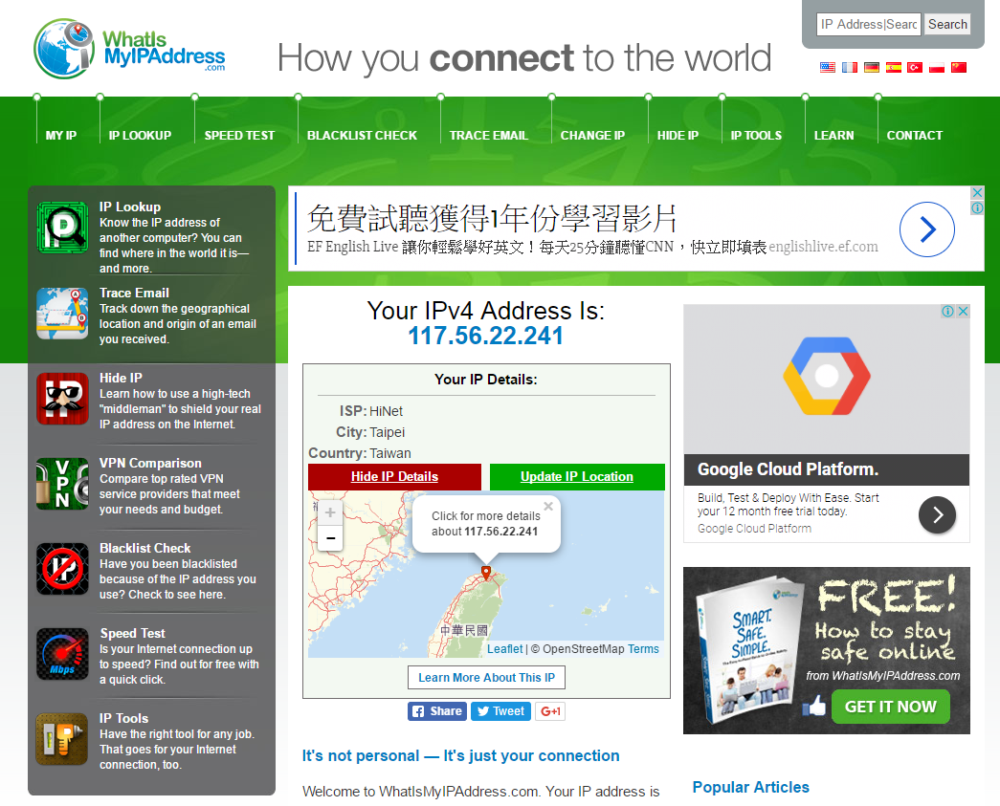 WhatIs
MyIPAddress
.com
How you connect to the world
IP Address|Searc
Search
MY IP
IP LOOKUP
SPEED TEST
BLACKLIST CHECK
TRACE EMAIL
CHANGE IP
HIDE IP
IP TOOLS
LEARN
CONTACT
IP Lookup
Know the IP address of
another computer? You can
find where in the world it is—
and more.
Trace Email
Track down the geographical
location and origin of an email
you received.
Hide IP
Learn how to use a high-tech
"middleman" to shield your real
IP address on the Internet.
VPN
VPN Comparison
Compare top rated VPN
service providers that meet
your needs and budget.
Blacklist Check
Have you been blacklisted
because of the IP address you
use? Check to see here.
Mbps
Speed Test
Is your Internet connection up
to speed? Find out for free with
a quick click.
IP Tools
Have the right tool for any job.
That goes for your Internet
connection, too.
免費試聽獲得1年份學習影片
EF English Live 讓你輕鬆學好英文！每天25分鐘聽懂CNN，快立即填表 englishlive.ef.com
Your IPv4 Address Is:
117.56.22.241
Your IP Details:
ISP: HiNet
City: Taipei
Country: Taiwan
Hide IP Details
Update IP Location
+
−
Click for more details
about 117.56.22.241
×
中華民國
Leaflet | © OpenStreetMap Terms
Learn More About This IP
Share
Tweet
G+1
It's not personal — It's just your connection
Welcome to WhatIsMyIPAddress.com. Your IP address is
Google Cloud Platform.
Build, Test & Deploy With Ease. Start
your 12 month free trial today.
Google Cloud Platform
SMART.
SAFE.
SIMPLE.
FREE!
How to stay
safe online
from WhatIsMyIPAddress.com
GET IT NOW
Popular Articles